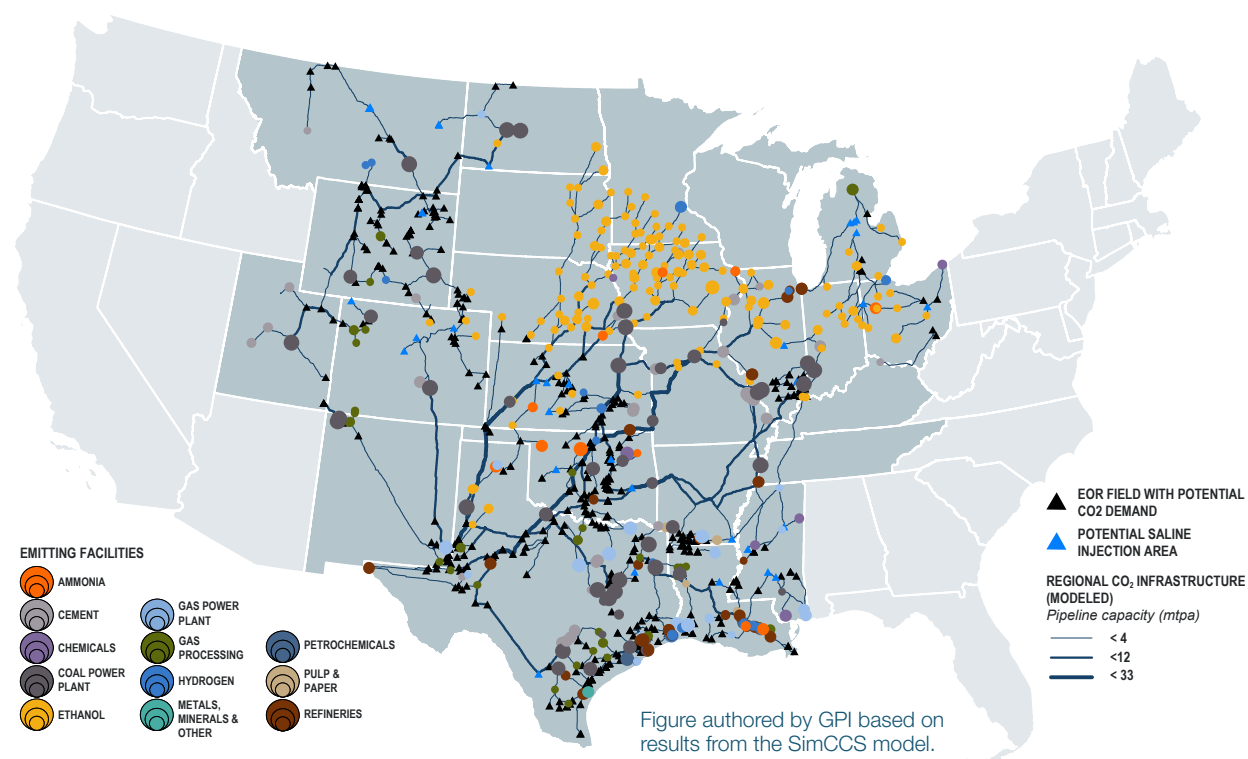 EOR FIELD WITH POTENTIAL
CO2 DEMAND
POTENTIAL SALINE
INJECTION AREA
REGIONAL CO₂ INFRASTRUCTURE
(MODELED)
Pipeline capacity (mtpa)
< 4
<12
< 33
EMITTING FACILITIES
AMMONIA
CEMENT
CHEMICALS
COAL POWER
PLANT
ETHANOL
GAS POWER
PLANT
GAS
PROCESSING
HYDROGEN
METALS,
MINERALS &
OTHER
PETROCHEMICALS
PULP &
PAPER
REFINERIES
Figure authored by GPI based on
results from the SimCCS model.